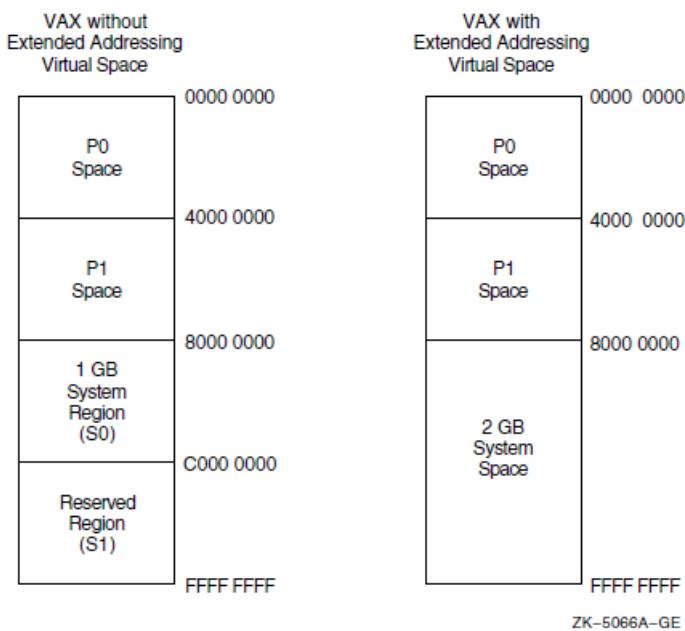 VAX without
Extended Addressing
Virtual Space
0000 0000
P0
Space
4000 0000
P1
Space
8000 0000
1 GB
System
Region
(S0)
C000 0000
Reserved
Region
(S1)
FFFF FFFF
VAX with
Extended Addressing
Virtual Space
0000 0000
P0
Space
4000 0000
P1
Space
8000 0000
2 GB
System
Space
FFFF FFFF
ZK–5066A–GE